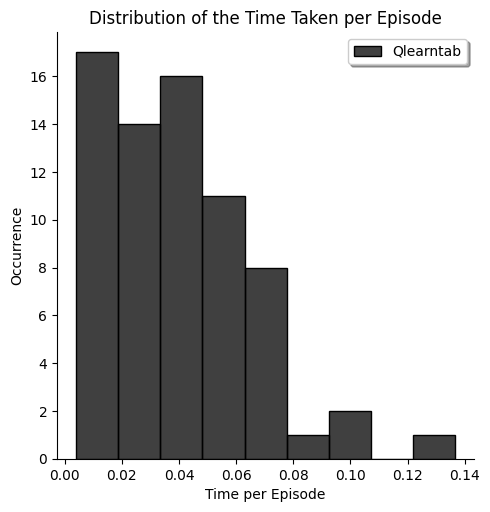 Distribution of the Time Taken per Episode
Qlearntab
16
14
12
10
8
6
4
2
0
Occurrence
0.00 0.02 0.04 0.06 0.08 0.10 0.12 0.14
Time per Episode